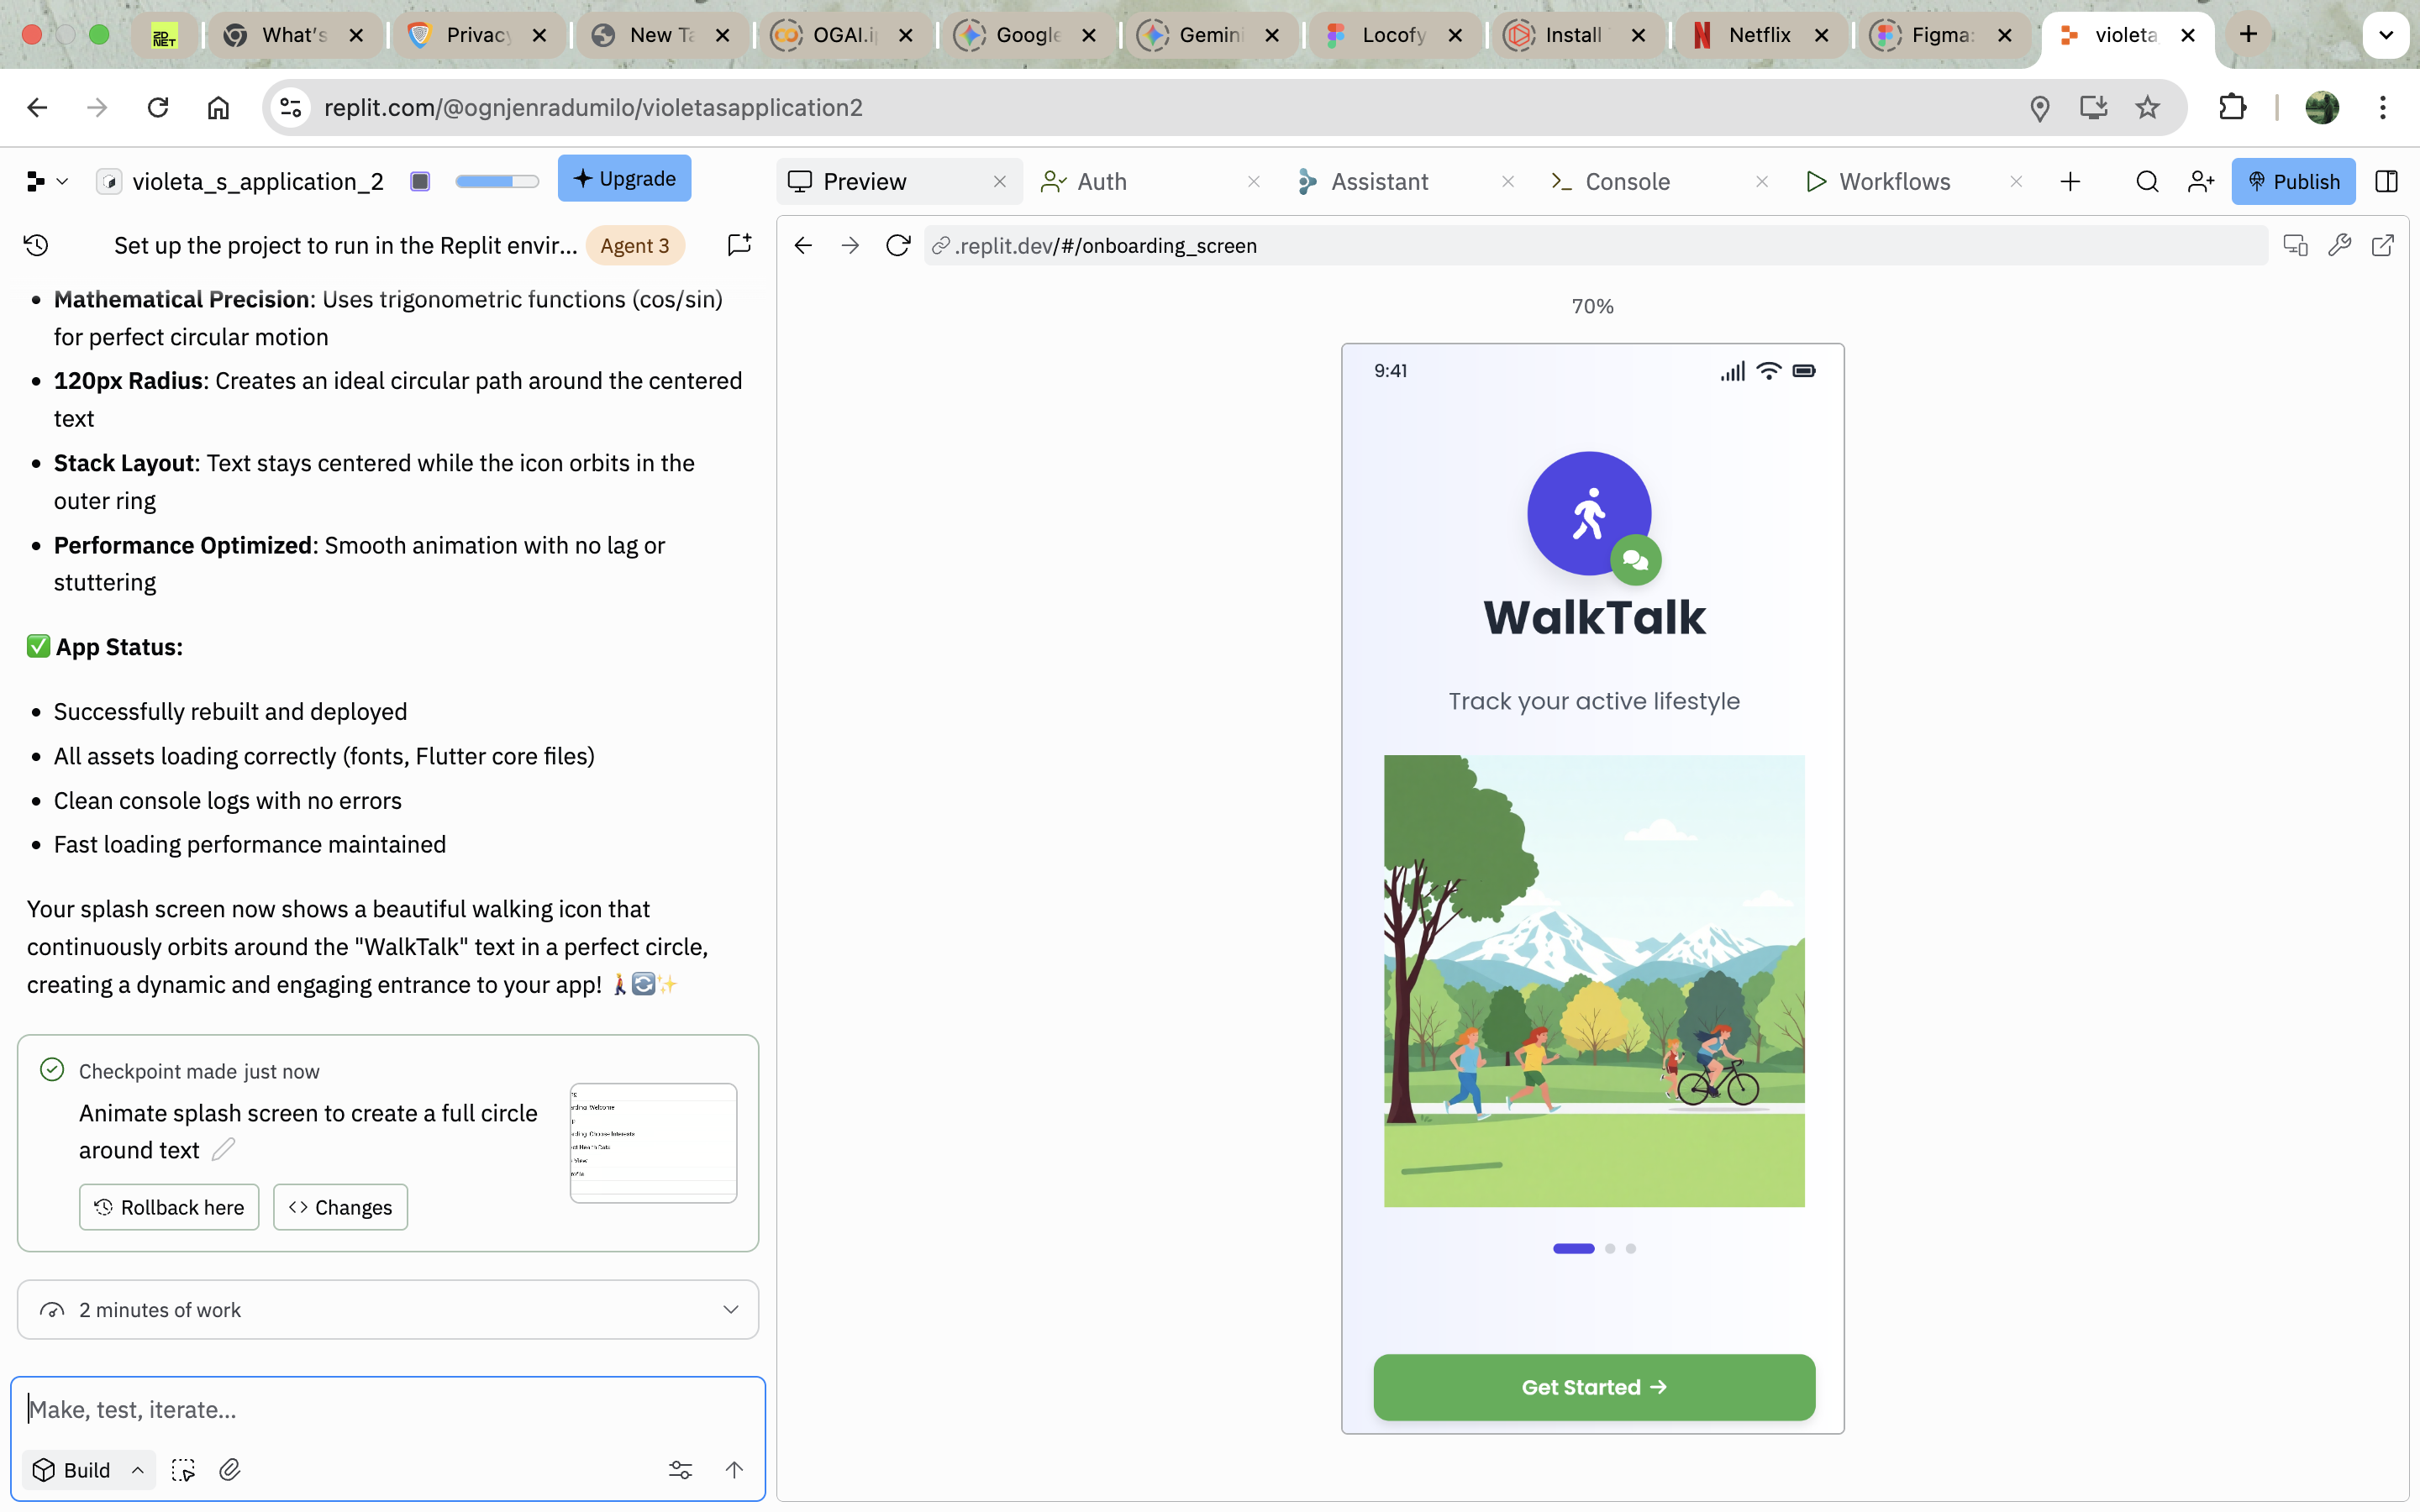 ZD
NET
What's
Privac
New Ta
OGAI.i
Google
Gemini
Locofy
Install
Netflix
Figma:
violeta
replit.com/@ognjenradumilo/violetasapplication2
violeta_s_application_2
Upgrade
Preview
Auth
Assistant
Console
Workflows
Publish
Set up the project to run in the Replit envir...
Agent 3
.replit.dev/#/onboarding_screen
Mathematical Precision: Uses trigonometric functions (cos/sin)
for perfect circular motion
120px Radius: Creates an ideal circular path around the centered
text
Stack Layout: Text stays centered while the icon orbits in the
outer ring
Performance Optimized: Smooth animation with no lag or
stuttering
✅ App Status:
Successfully rebuilt and deployed
All assets loading correctly (fonts, Flutter core files)
Clean console logs with no errors
Fast loading performance maintained
Your splash screen now shows a beautiful walking icon that
continuously orbits around the "WalkTalk" text in a perfect circle,
creating a dynamic and engaging entrance to your app! 🚶🔄✨
Checkpoint made just now
Animate splash screen to create a full circle
around text
Rollback here
Changes
2 minutes of work
Make, test, iterate...
Build
70%
9:41
WalkTalk
Track your active lifestyle
Get Started →